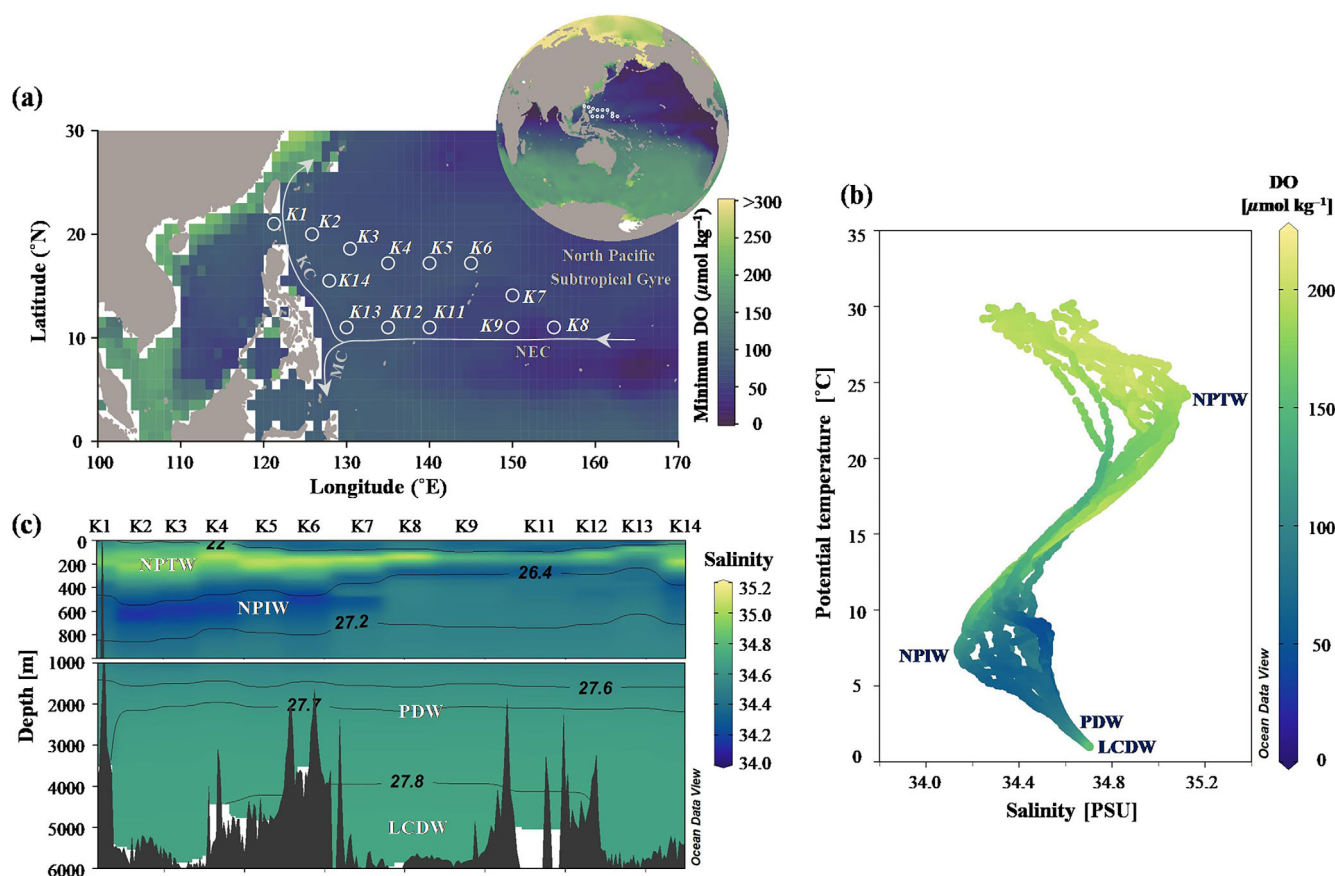 (a)
30
20
10
0
Latitude (˚N)
100
110
120
130
140
150
160
170
Longitude (˚E)
K1
K2
K3
K4
K5
K6
K14
K7
K13
K12
K11
K9
K8
KC
MC
NEC
North Pacific
Subtropical Gyre
>300
250
200
150
100
50
0
Minimum DO (µmol kg⁻¹)
(b)
DO
[µmol kg⁻¹]
35
30
25
20
15
10
5
0
Potential temperature [˚C]
34.0
34.4
34.8
35.2
Salinity [PSU]
NPTW
NPIW
PDW
LCDW
Ocean Data View
200
150
100
50
0
(c)
K1 K2 K3 K4 K5 K6 K7 K8 K9 K11 K12 K13 K14
0
200
400
600
800
1000
2000
3000
4000
5000
6000
Depth [m]
22
NPTW
26.4
NPIW
27.2
27.6
27.7
PDW
27.8
LCDW
Salinity
35.2
35.0
34.8
34.6
34.4
34.2
34.0
Ocean Data View